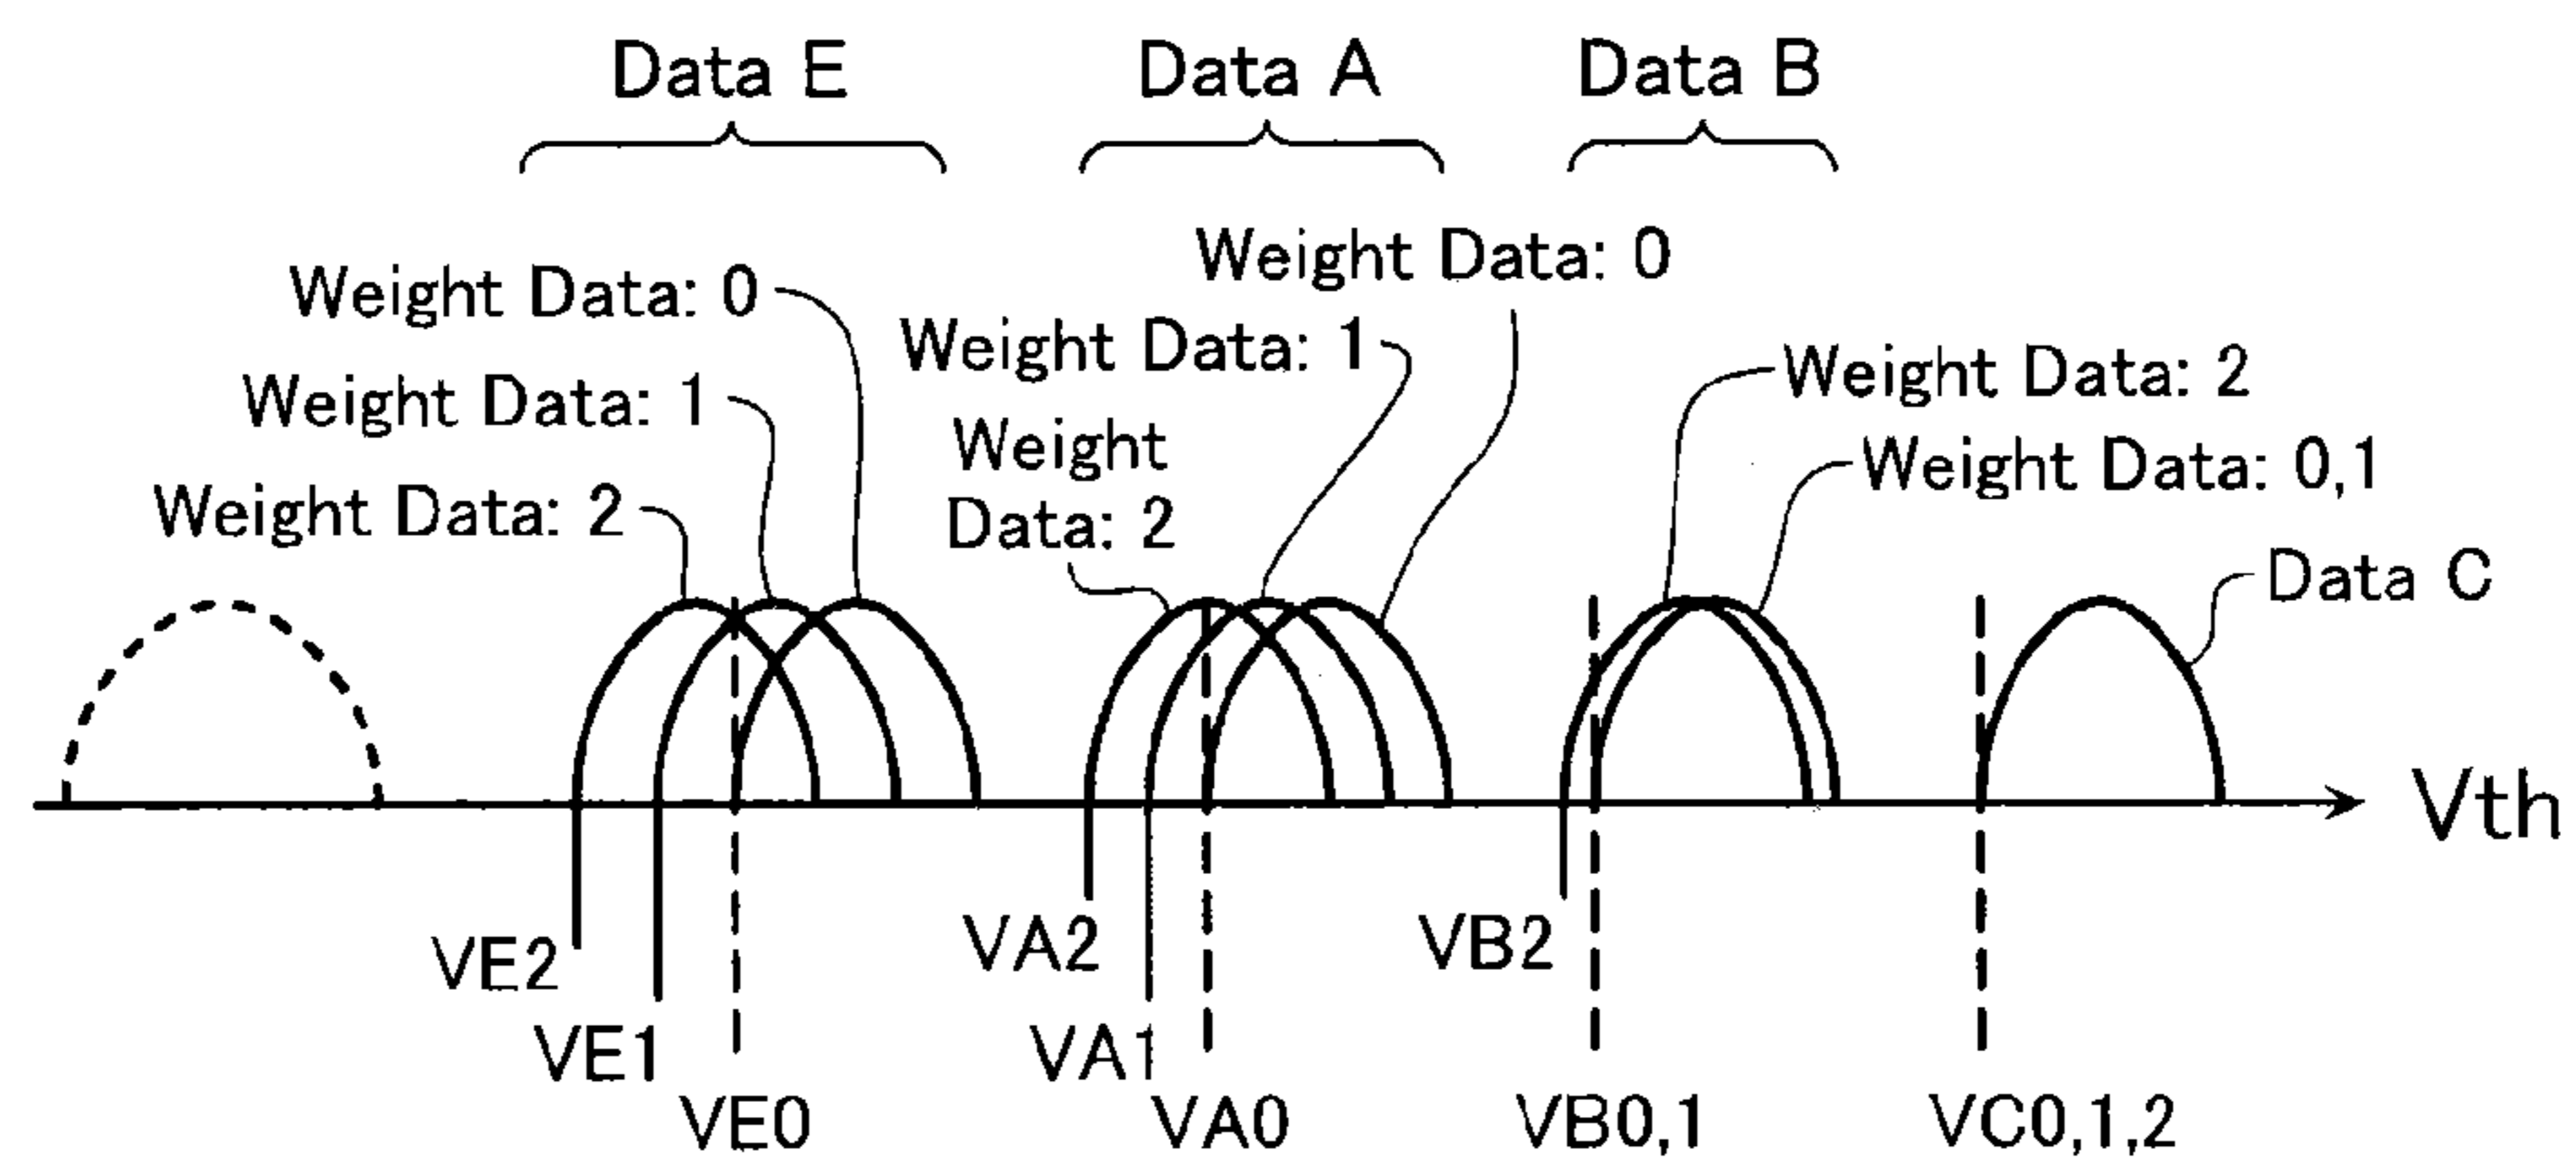 Data E
Data A
Data B
Weight Data: 0
Weight Data: 0
Weight Data: 1
Weight Data: 2
Weight Data: 1
Weight
Data: 2
Weight Data: 0,1
Weight Data: 2
Data C
Vth
VE2
VA2
VB2
VE1
VA1
VE0
VA0
VB0,1
VC0,1,2